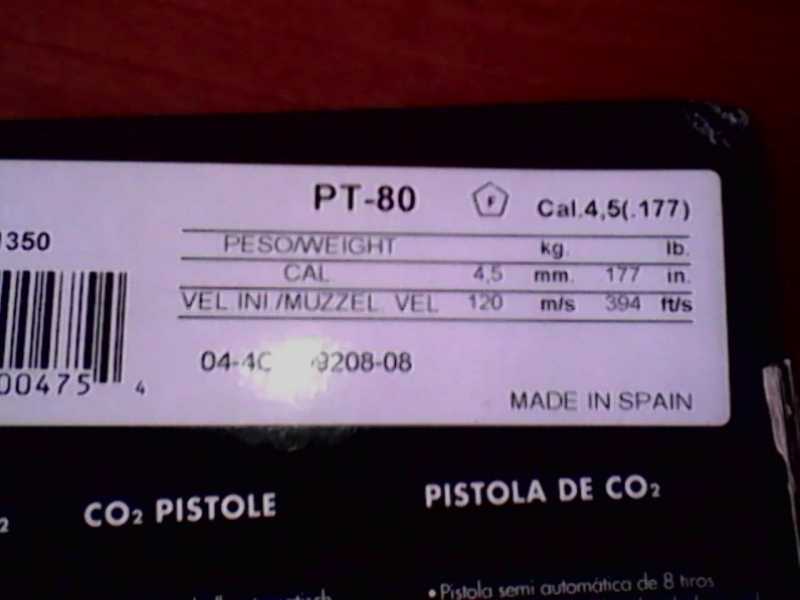 PT-80 F Cal.4,5(.177)
1350
PESO/WEIGHT kg. lb.
CAL 4,5 mm. 177 in.
VEL INI/MUZZEL VEL 120 m/s 394 ft/s
04-4C 9208-08
00475 4
MADE IN SPAIN
2
CO2 PISTOLE
PISTOLA DE CO2
• Pistola semi automática de 8 tiros